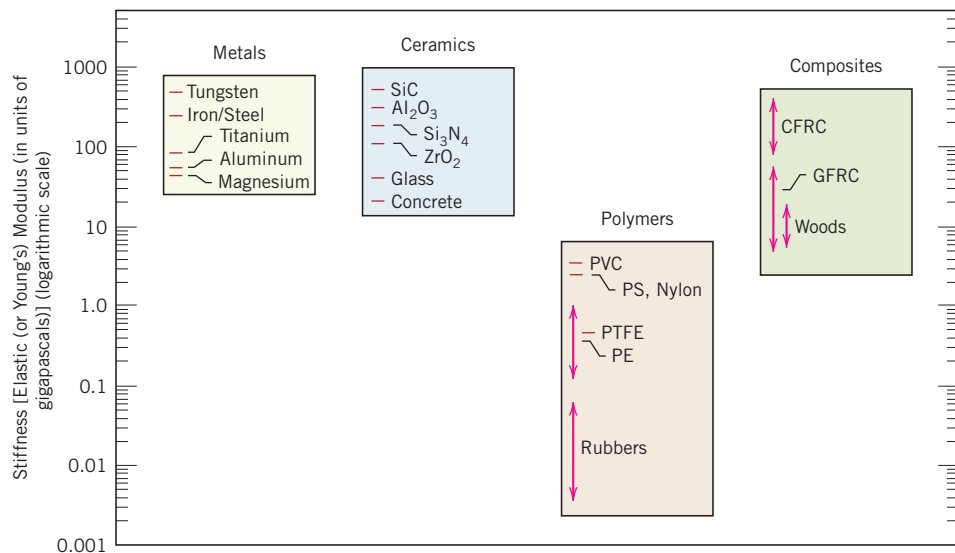 Stiffness [Elastic (or Young's) Modulus (in units of
gigapascals)] (logarithmic scale)
1000
100
10
1.0
0.1
0.01
0.001
Metals
Tungsten
Iron/Steel
Titanium
Aluminum
Magnesium
Ceramics
SiC
Al₂O₃
Si₃N₄
ZrO₂
Glass
Concrete
Polymers
PVC
PS, Nylon
PTFE
PE
Rubbers
Composites
CFRC
GFRC
Woods